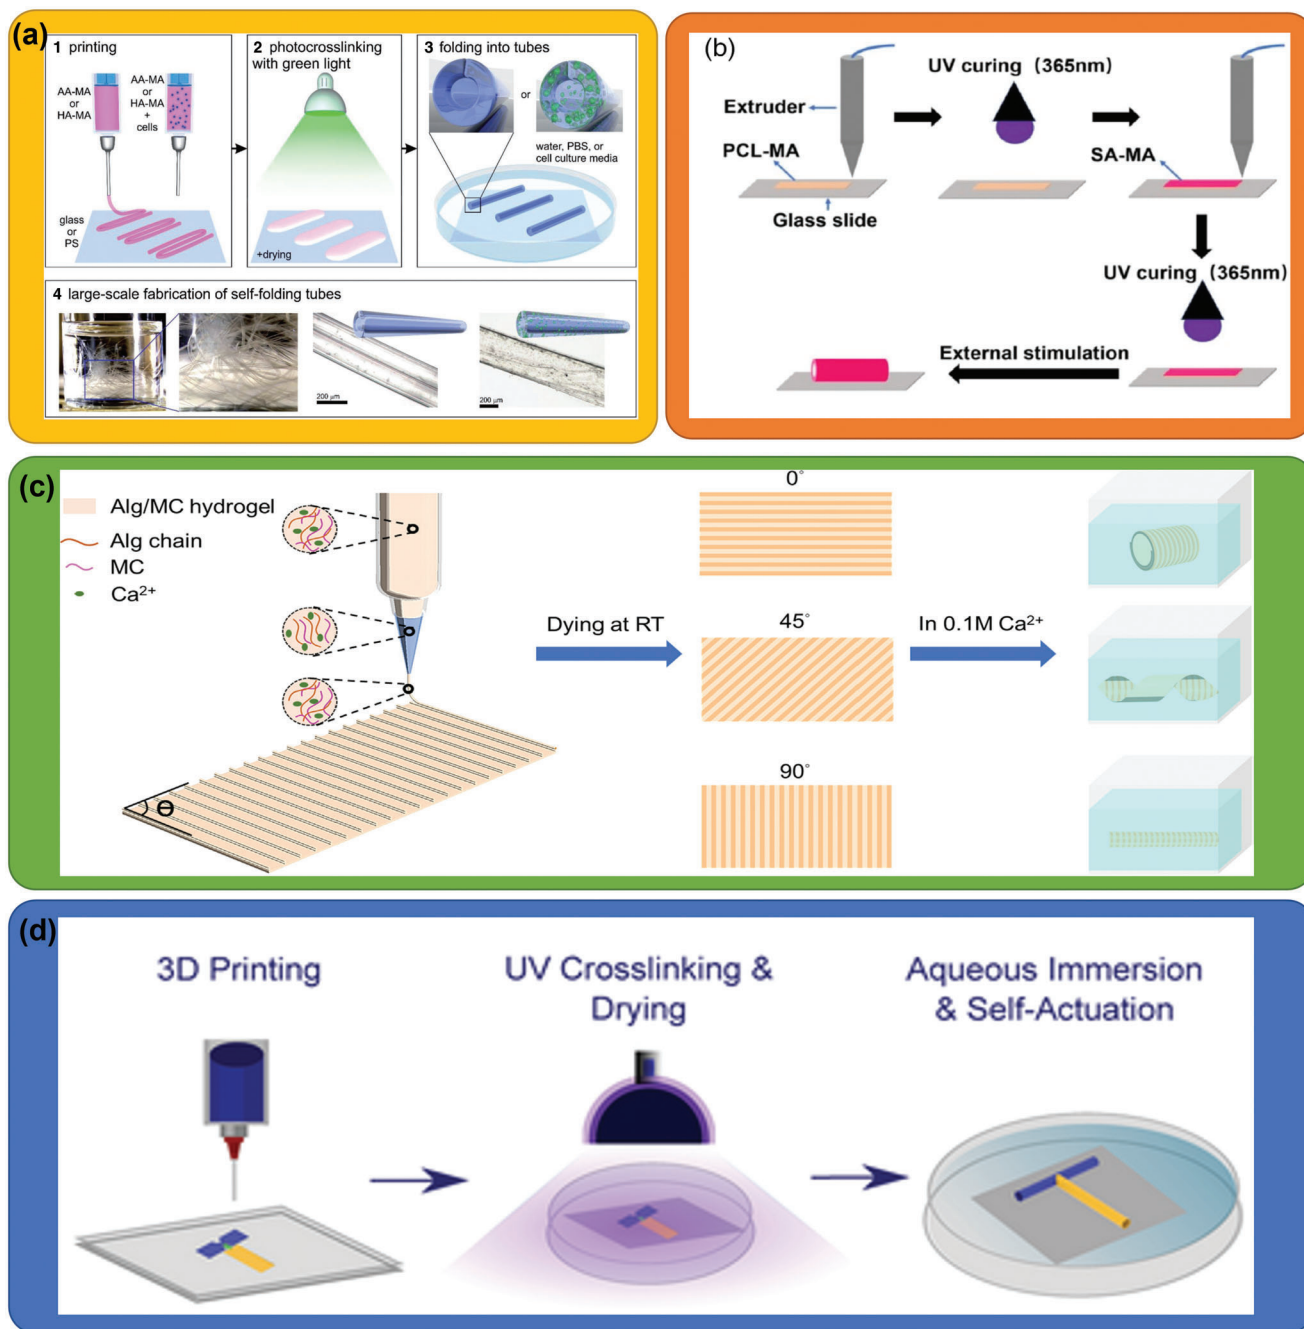 (a)
1 printing
AA-MA
or
HA-MA
AA-MA
or
HA-MA
+
cells
glass
or
PS
2 photocrosslinking
with green light
+drying
3 folding into tubes
or
water, PBS, or
cell culture media
4 large-scale fabrication of self-folding tubes
200 µm
200 µm
(b)
UV curing (365nm)
Extruder
PCL-MA
SA-MA
Glass slide
UV curing (365nm)
External stimulation
(c)
Alg/MC hydrogel
Alg chain
MC
Ca²⁺
Θ
Dying at RT
0°
45°
90°
In 0.1M Ca²⁺
(d)
3D Printing
UV Crosslinking &
Drying
Aqueous Immersion
& Self-Actuation